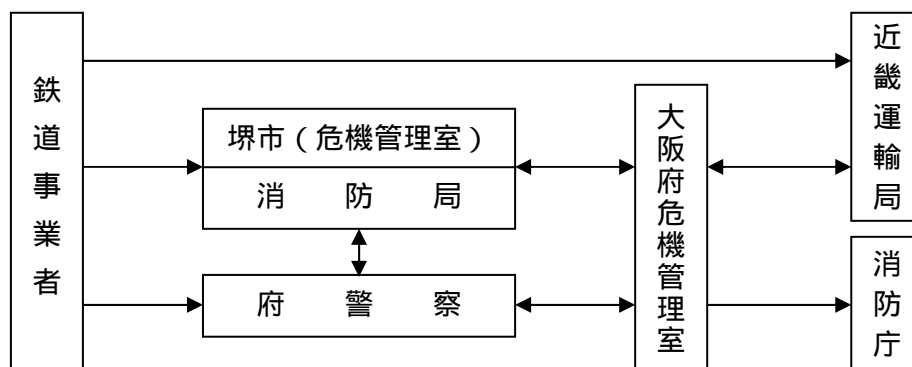 鉄道事業者
堺市（危機管理室）
消防局
府警察
大阪府危機管理室
近畿運輸局
消防庁